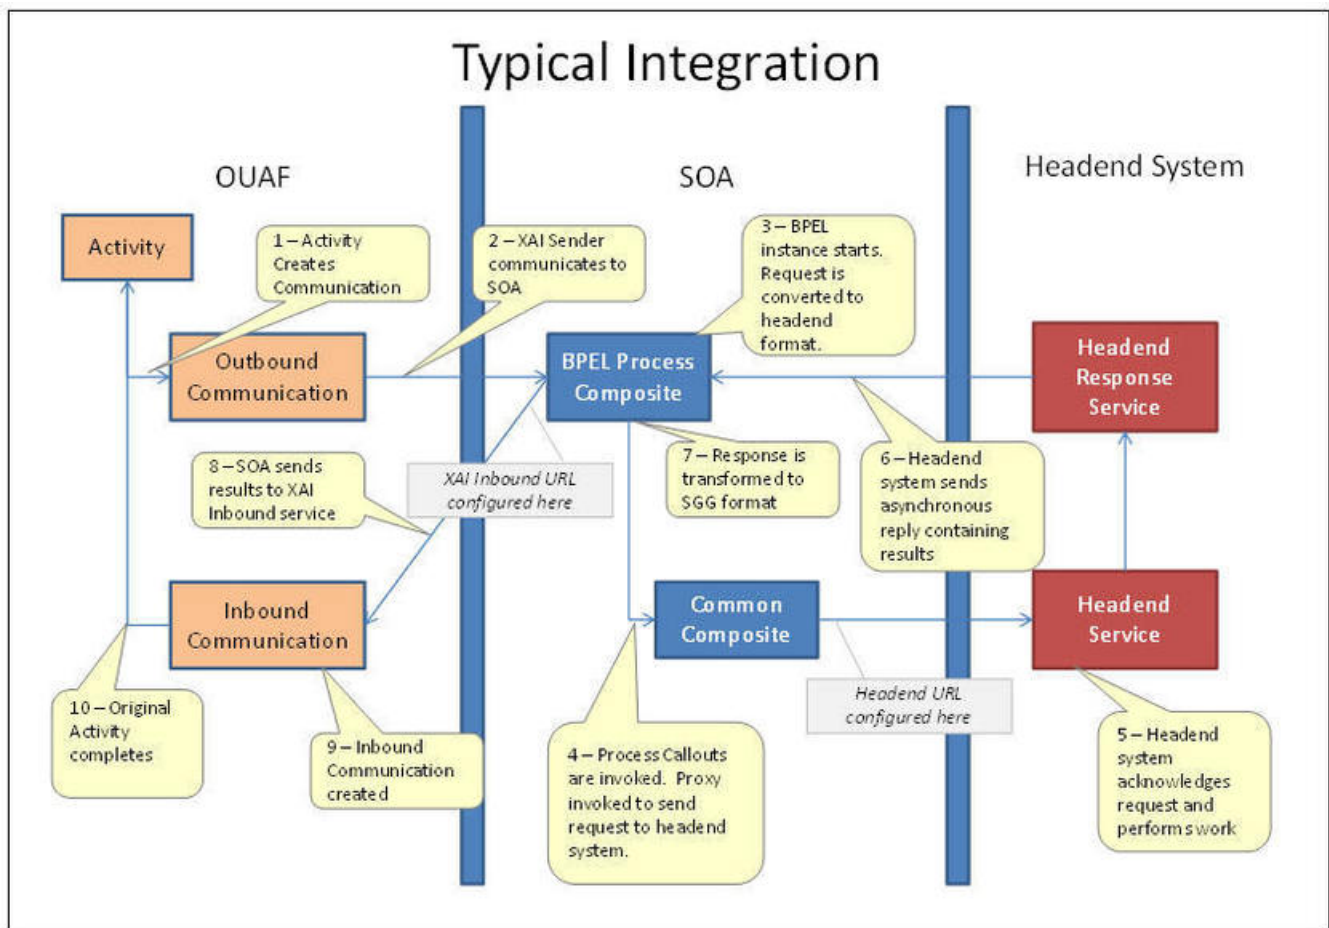 Typical Integration
OUAF
SOA
Headend System
Activity
1 – Activity
Creates
Communication
2 – XAI Sender
communicates to
SOA
3 – BPEL
instance starts.
Request is
converted to
headend
format.
Outbound
Communication
BPEL Process
Composite
Headend
Response
Service
8 – SOA sends
results to XAI
Inbound service
XAI Inbound URL
configured here
7 – Response is
transformed to
SGG format
6 – Headend
system sends
asynchronous
reply containing
results
Inbound
Communication
Common
Composite
Headend
Service
10 – Original
Activity
completes
9 – Inbound
Communication
created
4 – Process Callouts
are invoked.  Proxy
invoked to send
request to headend
system.
Headend URL
configured here
5 – Headend
system
acknowledges
request and
performs work